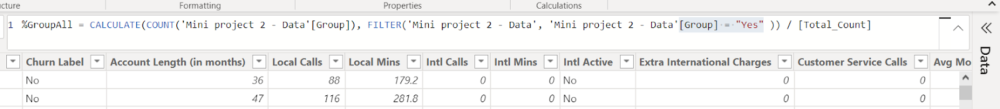 cture Formatting Properties Calculations
1 %GroupAll = CALCULATE(COUNT('Mini project 2 - Data'[Group]), FILTER('Mini project 2 - Data', 'Mini project 2 - Data'[Group] = "Yes" )) / [Total_Count]
Churn Label Account Length (in months) Local Calls Local Mins Intl Calls Intl Mins Intl Active Extra International Charges Customer Service Calls Avg Mo
No 36 88 179.2 0 0 No 0 0
No 47 116 281.8 0 0 No 0 0
Data